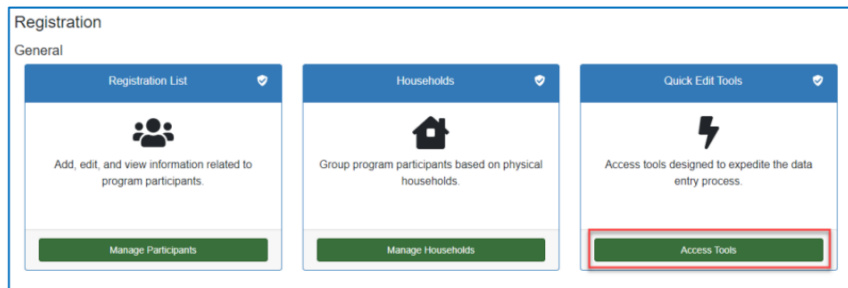 Registration
General
Registration List
Add, edit, and view information related to
program participants.
Manage Participants
Households
Group program participants based on physical
households.
Manage Households
Quick Edit Tools
Access tools designed to expedite the data
entry process.
Access Tools